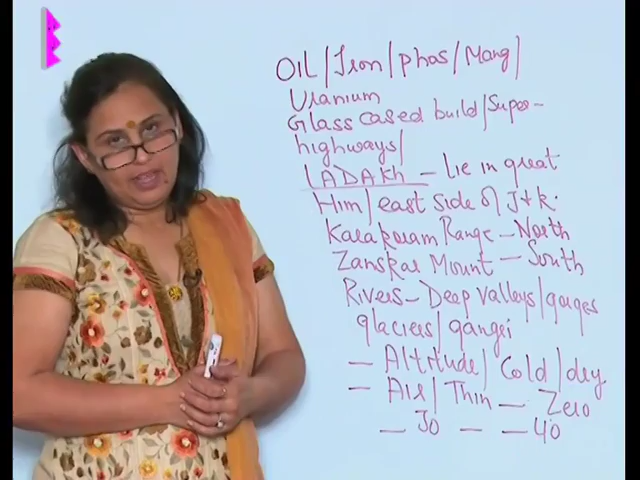 OIL/Iron/phos/Mang/
Uranium
Glass cased build/Super-
highways/
LADAKh - Lie in great
Him/east side of J+k.
Karakoram Range - North
Zanskar Mount - South
Rivers - Deep valleys/gorges
glaciers/
- Altitude/Cold/dry
- Air/Thin - Zero
- 30 - - 40